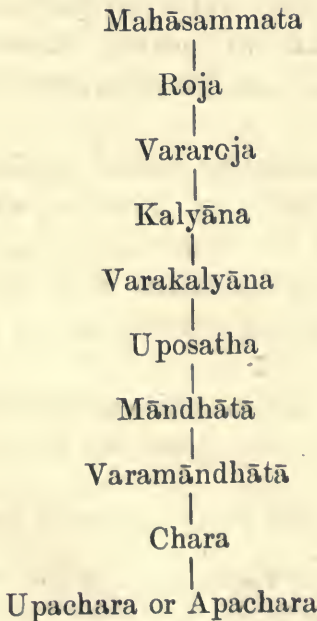 Mahāsammata
Roja
Vararoja
Kalyāna
Varakalyāna
Uposatha
Māndhātā
Varamāndhātā
Chara
Upachara or Apachara